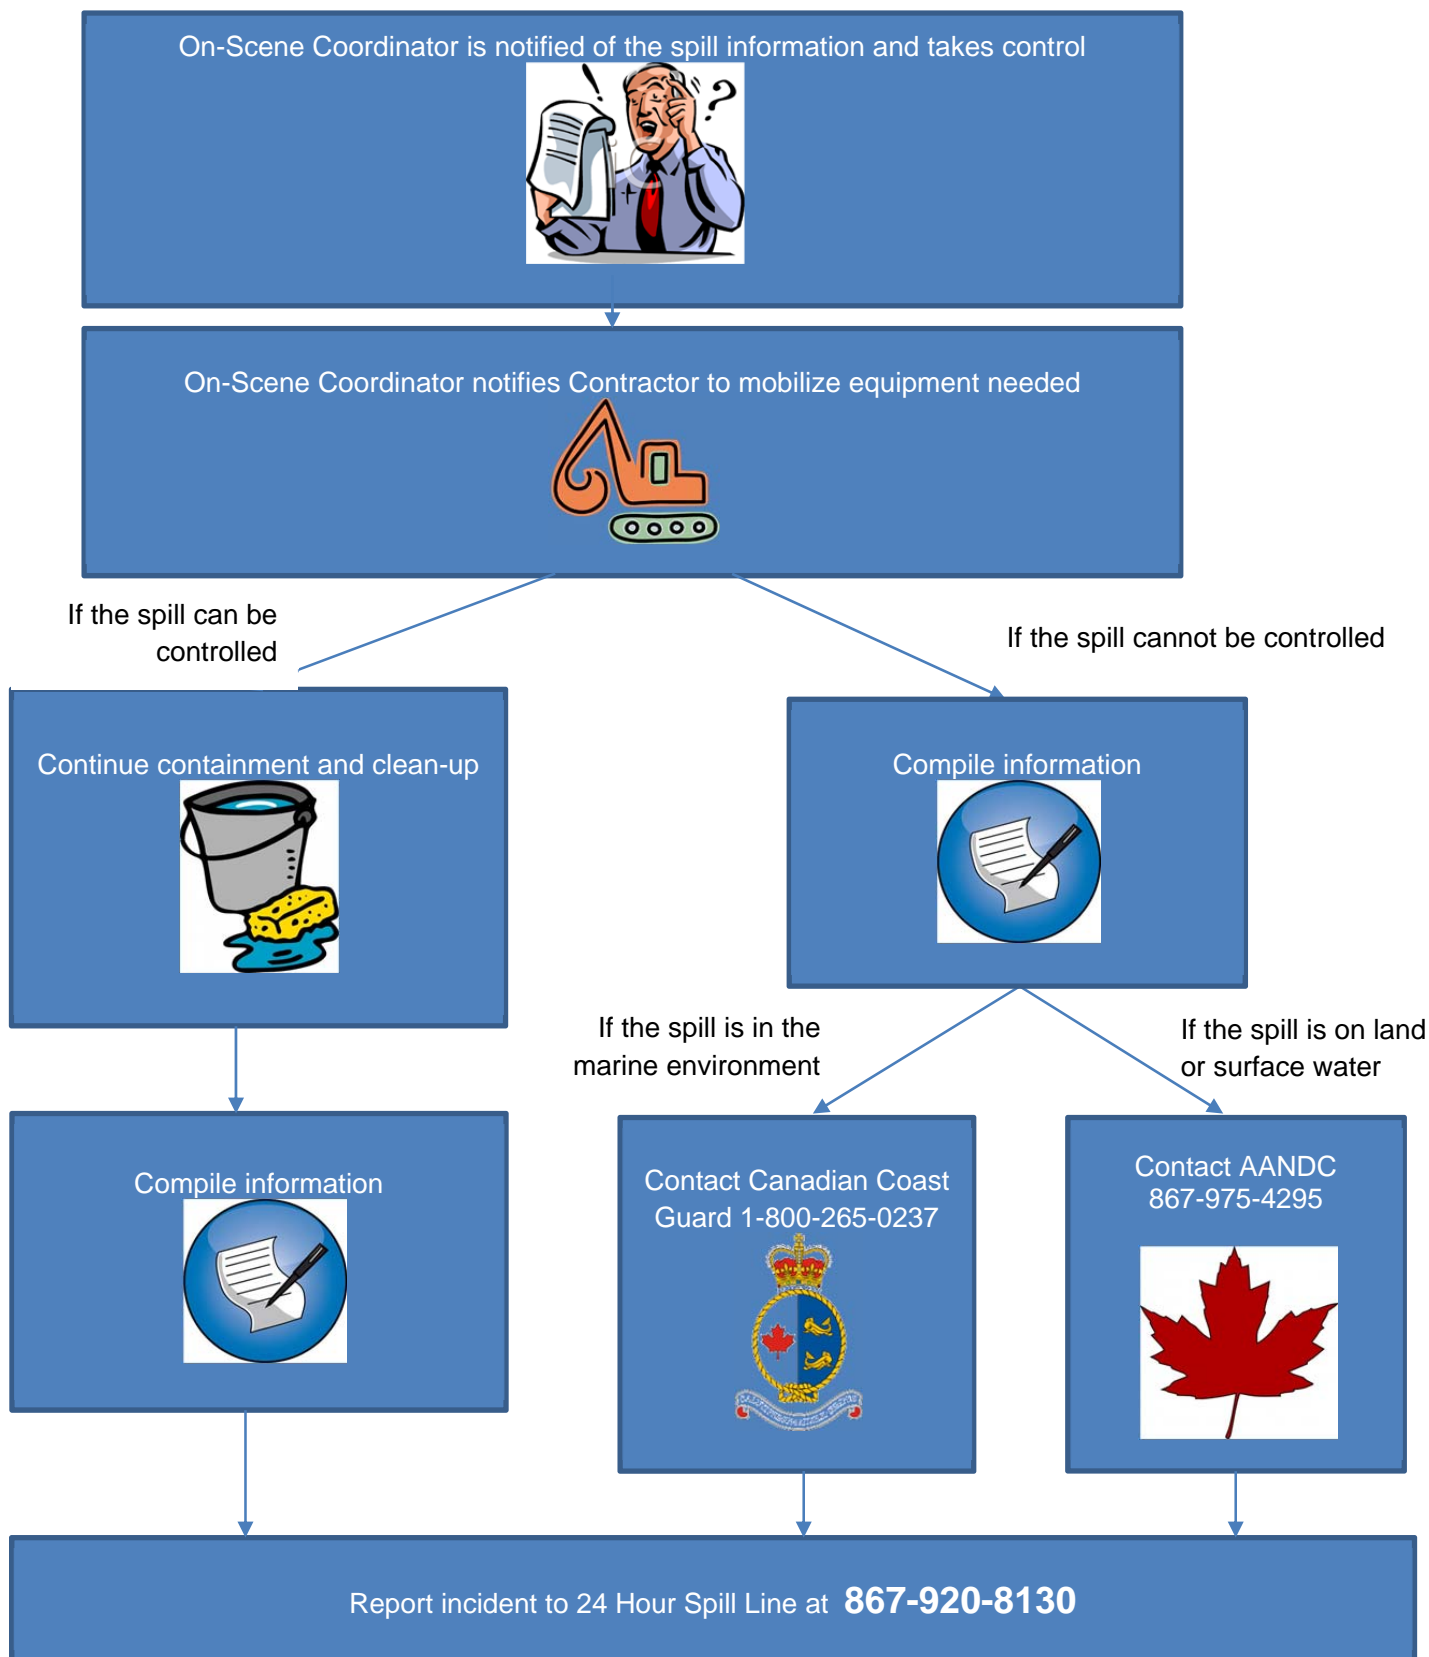 On-Scene Coordinator is notified of the spill information and takes control
! ?
iC
On-Scene Coordinator notifies Contractor to mobilize equipment needed
If the spill can be
controlled
If the spill cannot be controlled
Continue containment and clean-up
Compile information
If the spill is in the
marine environment
If the spill is on land
or surface water
Compile information
Contact Canadian Coast
Guard 1-800-265-0237
Contact AANDC
867-975-4295
Report incident to 24 Hour Spill Line at 867-920-8130